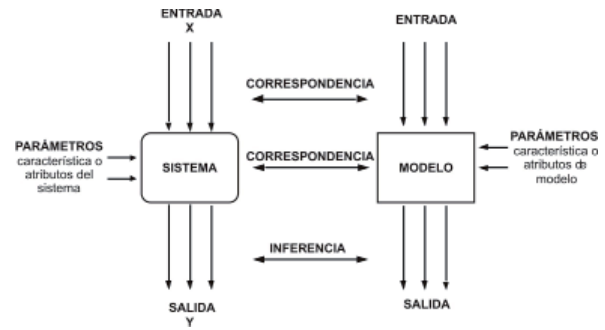 ENTRADA
X
ENTRADA
CORRESPONDENCIA
PARÁMETROS
característica o
atributos del
sistema
SISTEMA
CORRESPONDENCIA
MODELO
PARÁMETROS
característica o
atributos de
modelo
INFERENCIA
SALIDA
Y
SALIDA